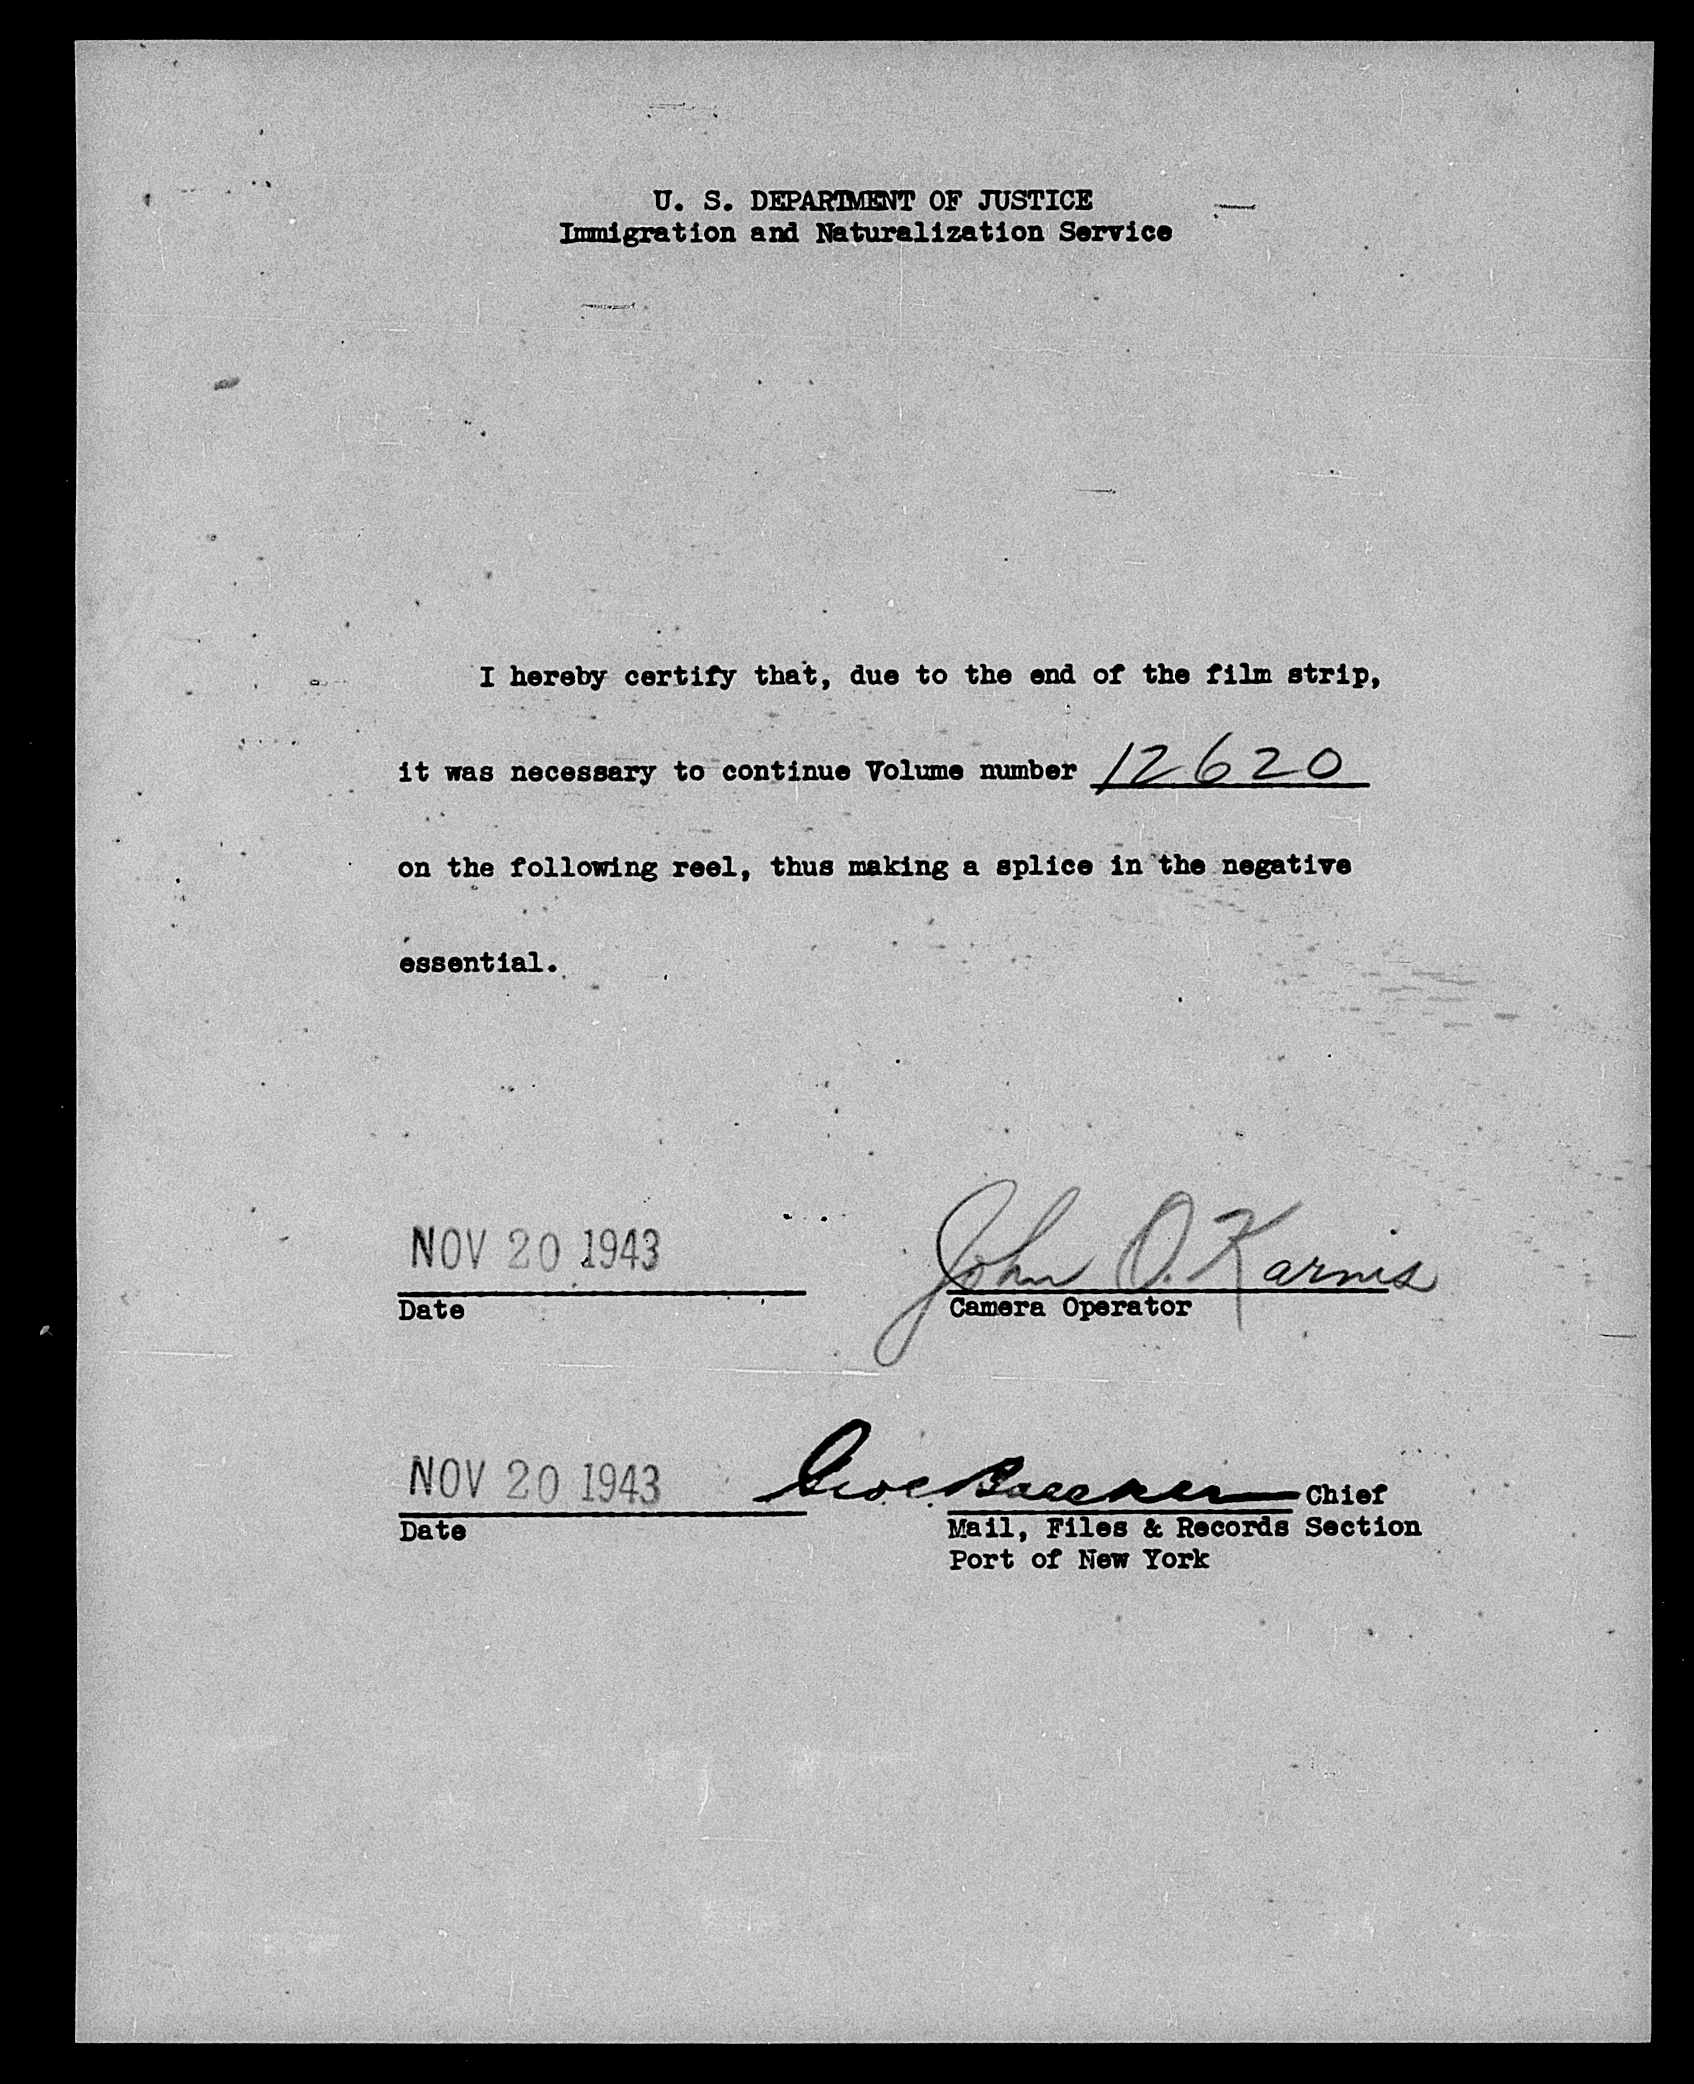 U. S. DEPARTMENT OF JUSTICE
Immigration and Naturalization Service
I hereby certify that, due to the end of the film strip,
it was necessary to continue Volume number 12620
on the following reel, thus making a splice in the negative
essential.
NOV 20 1943
John O. Karnis
Date
Camera Operator
NOV 20 1943
Chief
Date
Mail, Files & Records Section
Port of New York